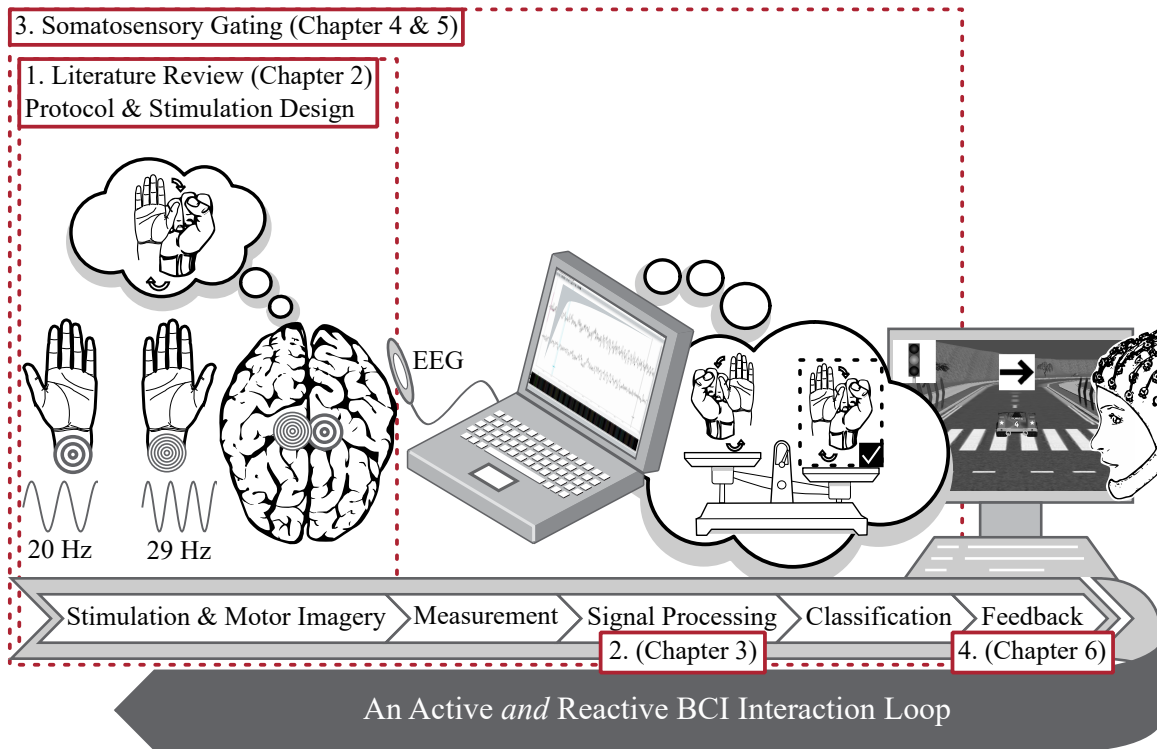 3. Somatosensory Gating (Chapter 4 & 5)
1. Literature Review (Chapter 2)
Protocol & Stimulation Design
EEG
4
20 Hz
29 Hz
Stimulation & Motor Imagery
Measurement
Signal Processing
Classification
Feedback
2. (Chapter 3)
4. (Chapter 6)
An Active and Reactive BCI Interaction Loop